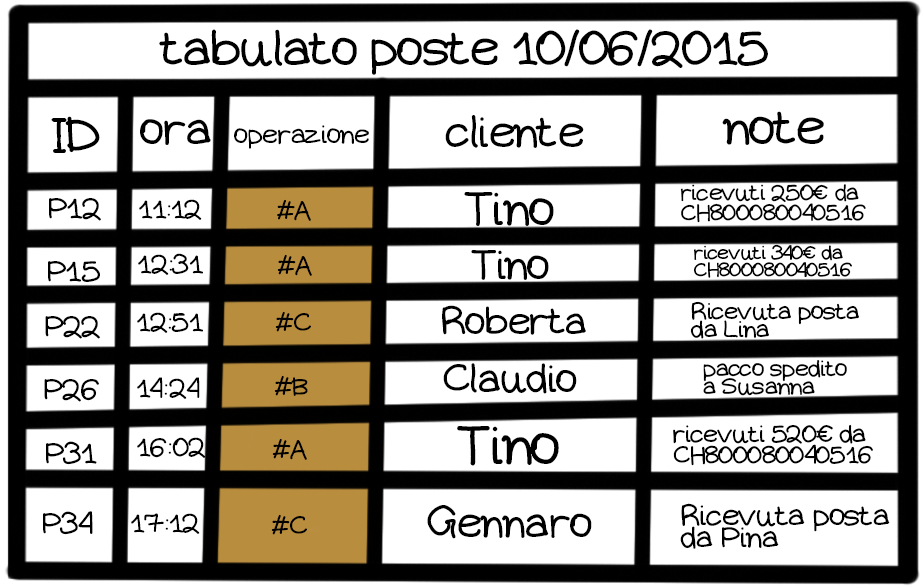 tabulato poste 10/06/2015
ID ora operazione cliente note
P12 11:12 #A Tino ricevuti 250€ da
CH800080040516
P15 12:31 #A Tino ricevuti 340€ da
CH800080040516
P22 12:51 #C Roberta Ricevuta posta
da Lina
P26 14:24 #B Claudio pacco spedito
a Susanna
P31 16:02 #A Tino ricevuti 520€ da
CH800080040516
P34 17:12 #C Gennaro Ricevuta posta
da Pina